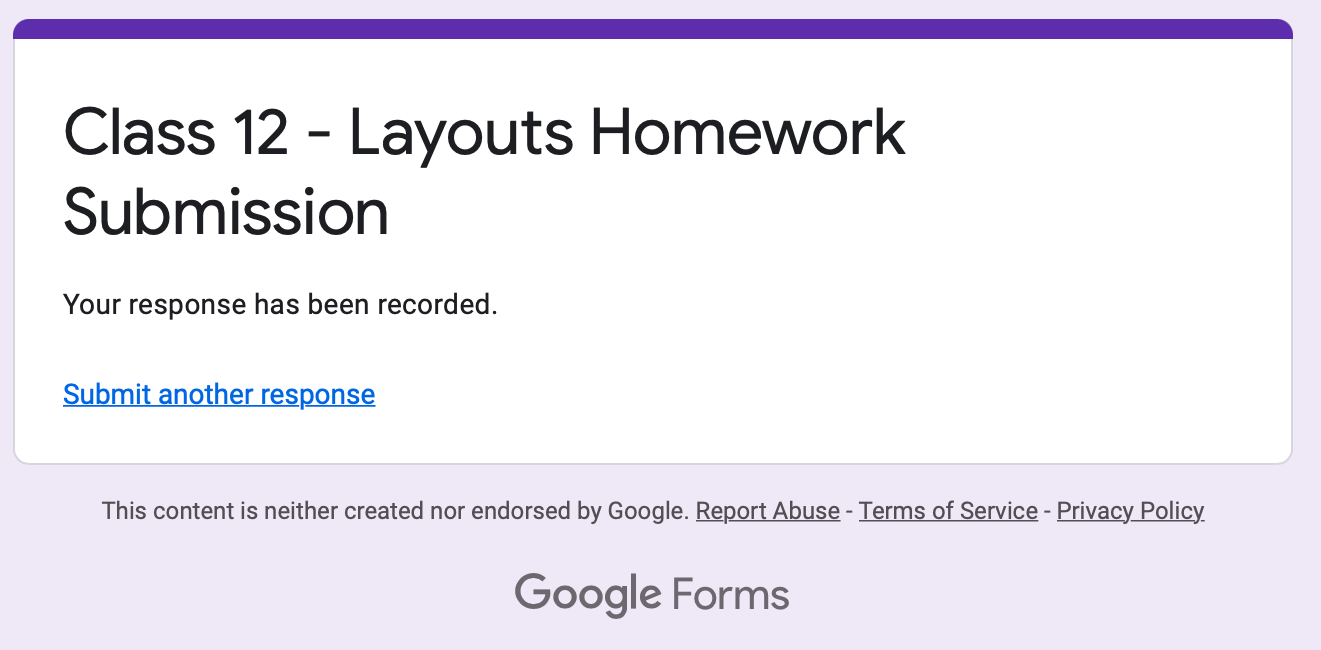 Class 12 - Layouts Homework
Submission
Your response has been recorded.
Submit another response
This content is neither created nor endorsed by Google. Report Abuse - Terms of Service - Privacy Policy
Google Forms